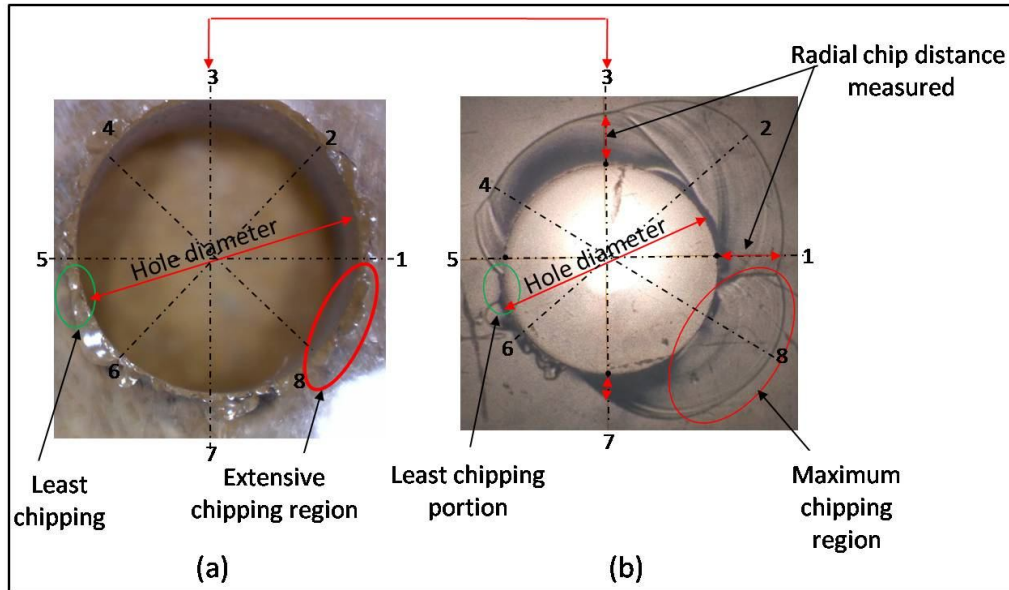 3
3
Radial chip distance
measured
4
2
2
4
5
Hole diameter
1
5
Hole diameter
1
6
8
6
8
7
7
Least
chipping
Extensive
chipping region
Least chipping
portion
Maximum
chipping
region
(a)
(b)